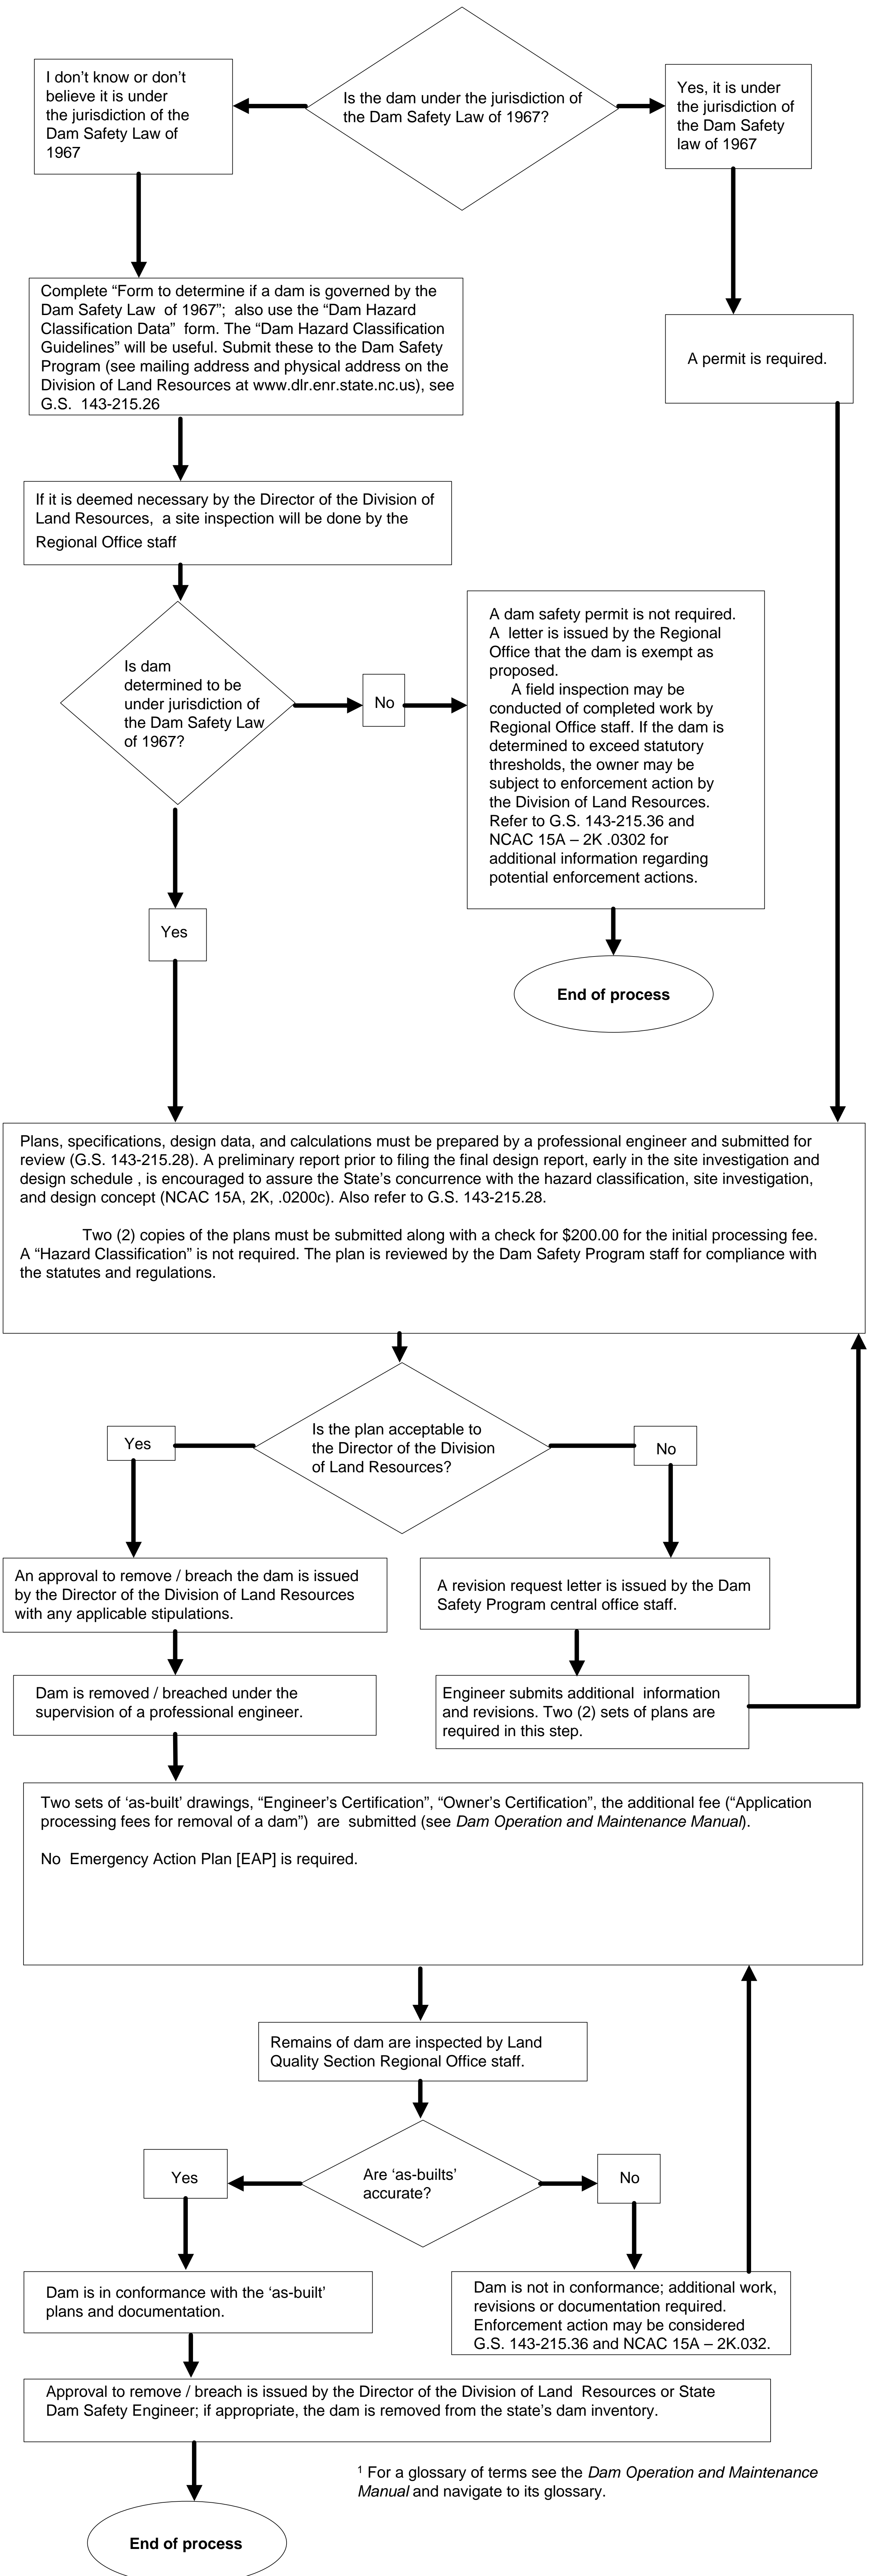 Is the dam under the jurisdiction of
the Dam Safety Law of 1967?
I don’t know or don’t
believe it is under
the jurisdiction of the
Dam Safety Law of
1967
Yes, it is under
the jurisdiction of
the Dam Safety
law of 1967
Complete “Form to determine if a dam is governed by the
Dam Safety Law  of 1967”;  also use the “Dam Hazard
Classification Data”  form. The “Dam Hazard Classification
Guidelines” will be useful. Submit these to the Dam Safety
Program (see mailing address and physical address on the
Division of Land Resources at www.dlr.enr.state.nc.us), see
G.S.  143-215.26
A permit is required.
If it is deemed necessary by the Director of the Division of
Land Resources,  a site inspection will be done by the
Regional Office staff
Is dam
determined to be
under jurisdiction of
the Dam Safety Law
of 1967?
No
A dam safety permit is not required.
A  letter is issued by the Regional
Office that the dam is exempt as
proposed.
A field inspection may be
conducted of completed work by
Regional Office staff. If the dam is
determined to exceed statutory
thresholds, the owner may be
subject to enforcement action by
the Division of Land Resources.
Refer to G.S. 143-215.36 and
NCAC 15A – 2K .0302 for
additional information regarding
potential enforcement actions.
Yes
End of process
Plans, specifications, design data, and calculations must be prepared by a professional engineer and submitted for
review (G.S. 143-215.28). A preliminary report prior to filing the final design report, early in the site investigation and
design schedule , is encouraged to assure the State’s concurrence with the hazard classification, site investigation,
and design concept (NCAC 15A, 2K, .0200c). Also refer to G.S. 143-215.28.
Two (2) copies of the plans must be submitted along with a check for $200.00 for the initial processing fee.
A “Hazard Classification” is not required. The plan is reviewed by the Dam Safety Program staff for compliance with
the statutes and regulations.
Is the plan acceptable to
the Director of the Division
of Land Resources?
Yes
No
An approval to remove / breach the dam is issued
by the Director of the Division of Land Resources
with any applicable stipulations.
A revision request letter is issued by the Dam
Safety Program central office staff.
Dam is removed / breached under the
supervision of a professional engineer.
Engineer submits additional  information
and revisions. Two (2) sets of plans are
required in this step.
Two sets of ‘as-built’ drawings, “Engineer’s Certification”, “Owner’s Certification”, the additional fee (“Application
processing fees for removal of a dam”)  are  submitted (see Dam Operation and Maintenance Manual).
No  Emergency Action Plan [EAP] is required.
Remains of dam are inspected by Land
Quality Section Regional Office staff.
Are ‘as-builts’
accurate?
Yes
No
Dam is in conformance with the ‘as-built’
plans and documentation.
Dam is not in conformance; additional work,
revisions or documentation required.
Enforcement action may be considered
G.S. 143-215.36 and NCAC 15A – 2K.032.
Approval to remove / breach is issued by the Director of the Division of Land  Resources or State
Dam Safety Engineer; if appropriate, the dam is removed from the state’s dam inventory.
1 For a glossary of terms see the Dam Operation and Maintenance
Manual and navigate to its glossary.
End of process